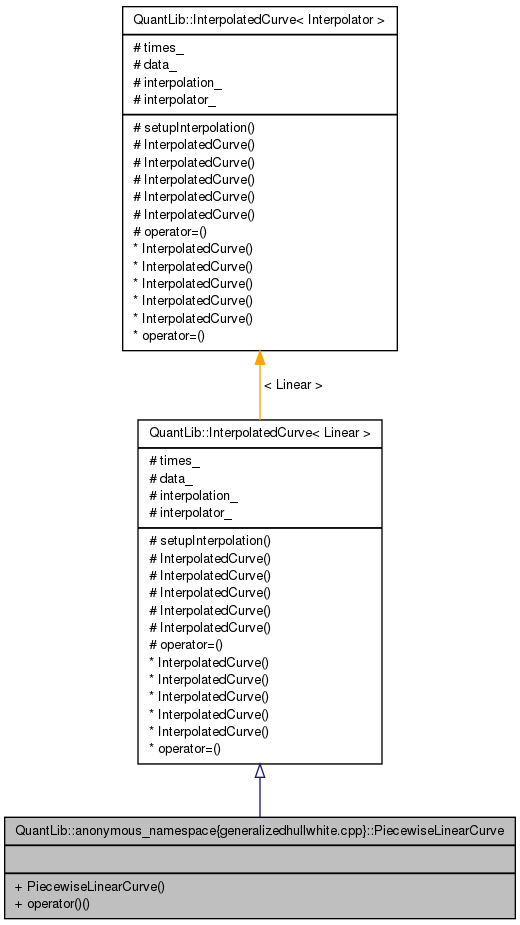 QuantLib::InterpolatedCurve< Interpolator >
# times_
# data_
# interpolation_
# interpolator_
# setupInterpolation()
# InterpolatedCurve()
# InterpolatedCurve()
# InterpolatedCurve()
# InterpolatedCurve()
# InterpolatedCurve()
# operator=()
* InterpolatedCurve()
* InterpolatedCurve()
* InterpolatedCurve()
* InterpolatedCurve()
* InterpolatedCurve()
* operator=()
< Linear >
QuantLib::InterpolatedCurve< Linear >
# times_
# data_
# interpolation_
# interpolator_
# setupInterpolation()
# InterpolatedCurve()
# InterpolatedCurve()
# InterpolatedCurve()
# InterpolatedCurve()
# InterpolatedCurve()
# operator=()
* InterpolatedCurve()
* InterpolatedCurve()
* InterpolatedCurve()
* InterpolatedCurve()
* InterpolatedCurve()
* operator=()
QuantLib::anonymous_namespace{generalizedhullwhite.cpp}::PiecewiseLinearCurve
+ PiecewiseLinearCurve()
+ operator()()